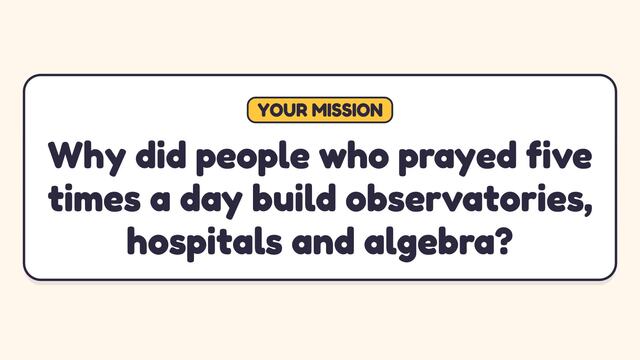 YOUR MISSION
Why did people who prayed five
times a day build observatories,
hospitals and algebra?